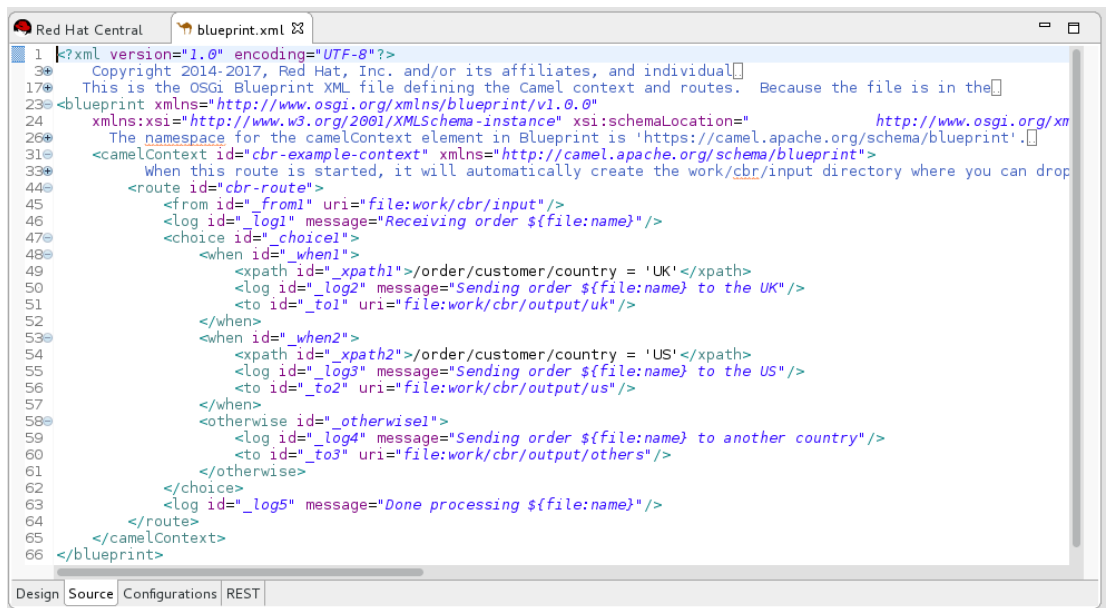 Red Hat Central blueprint.xml
1 <?xml version="1.0" encoding="UTF-8"?>
3 Copyright 2014-2017, Red Hat, Inc. and/or its affiliates, and individual
17 This is the OSGi Blueprint XML file defining the Camel context and routes. Because the file is in the
23 <blueprint xmlns="http://www.osgi.org/xmlns/blueprint/v1.0.0"
24 xmlns:xsi="http://www.w3.org/2001/XMLSchema-instance" xsi:schemaLocation=" http://www.osgi.org/xm
26 The namespace for the camelContext element in Blueprint is 'https://camel.apache.org/schema/blueprint'.
31 <camelContext id="cbr-example-context" xmlns="http://camel.apache.org/schema/blueprint">
33 When this route is started, it will automatically create the work/cbr/input directory where you can drop
44 <route id="cbr-route">
45 <from id="_from1" uri="file:work/cbr/input"/>
46 <log id="_log1" message="Receiving order ${file:name}"/>
47 <choice id="_choice1">
48 <when id="_when1">
49 <xpath id="_xpath1">/order/customer/country = 'UK'</xpath>
50 <log id="_log2" message="Sending order ${file:name} to the UK"/>
51 <to id="_to1" uri="file:work/cbr/output/uk"/>
52 </when>
53 <when id="_when2">
54 <xpath id="_xpath2">/order/customer/country = 'US'</xpath>
55 <log id="_log3" message="Sending order ${file:name} to the US"/>
56 <to id="_to2" uri="file:work/cbr/output/us"/>
57 </when>
58 <otherwise id="_otherwise1">
59 <log id="_log4" message="Sending order ${file:name} to another country"/>
60 <to id="_to3" uri="file:work/cbr/output/others"/>
61 </otherwise>
62 </choice>
63 <log id="_log5" message="Done processing ${file:name}"/>
64 </route>
65 </camelContext>
66 </blueprint>
Design Source Configurations REST